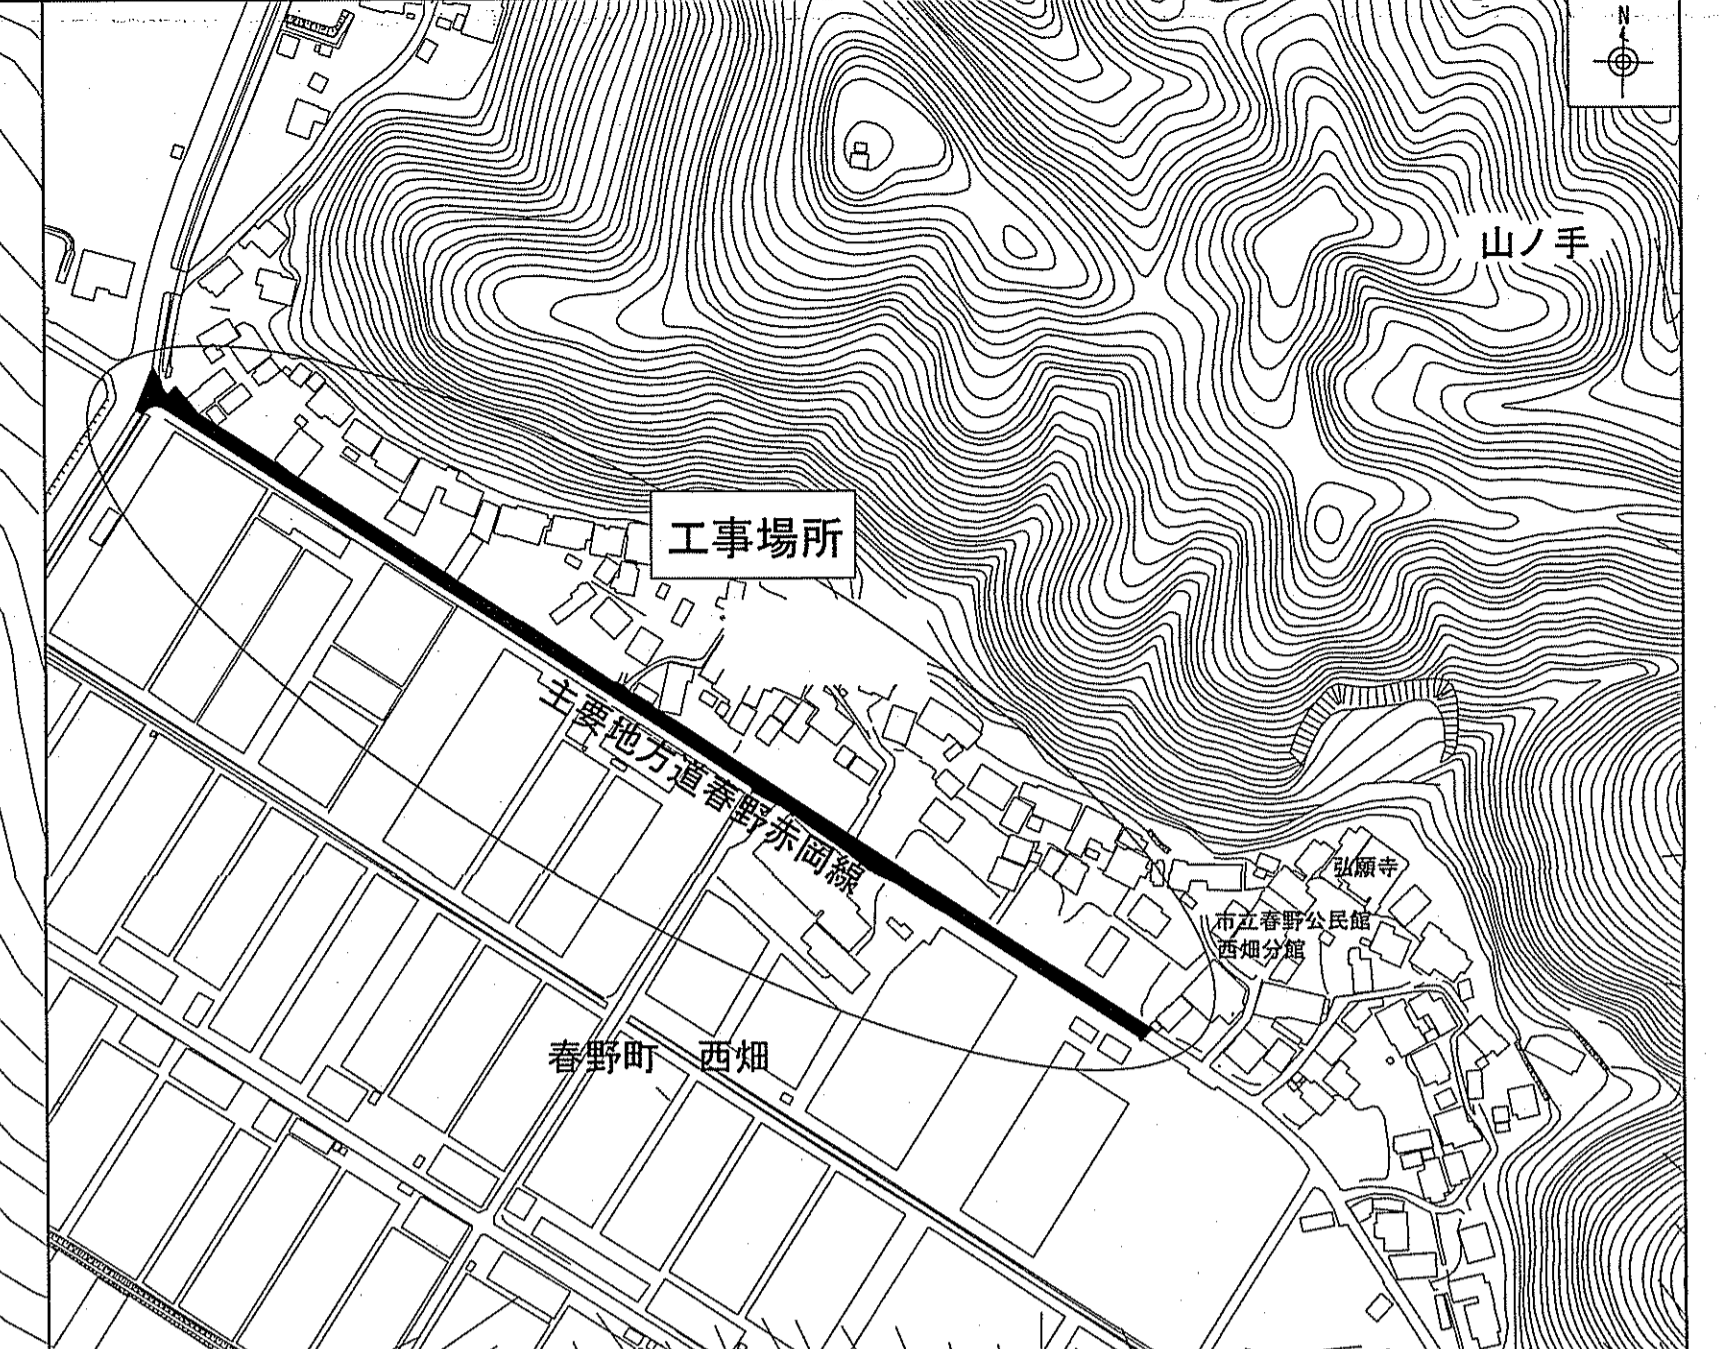 N
山ノ手
工事場所
主要地方道春野赤岡線
弘願寺
市立春野公民館
西畑分館
春野町 西畑